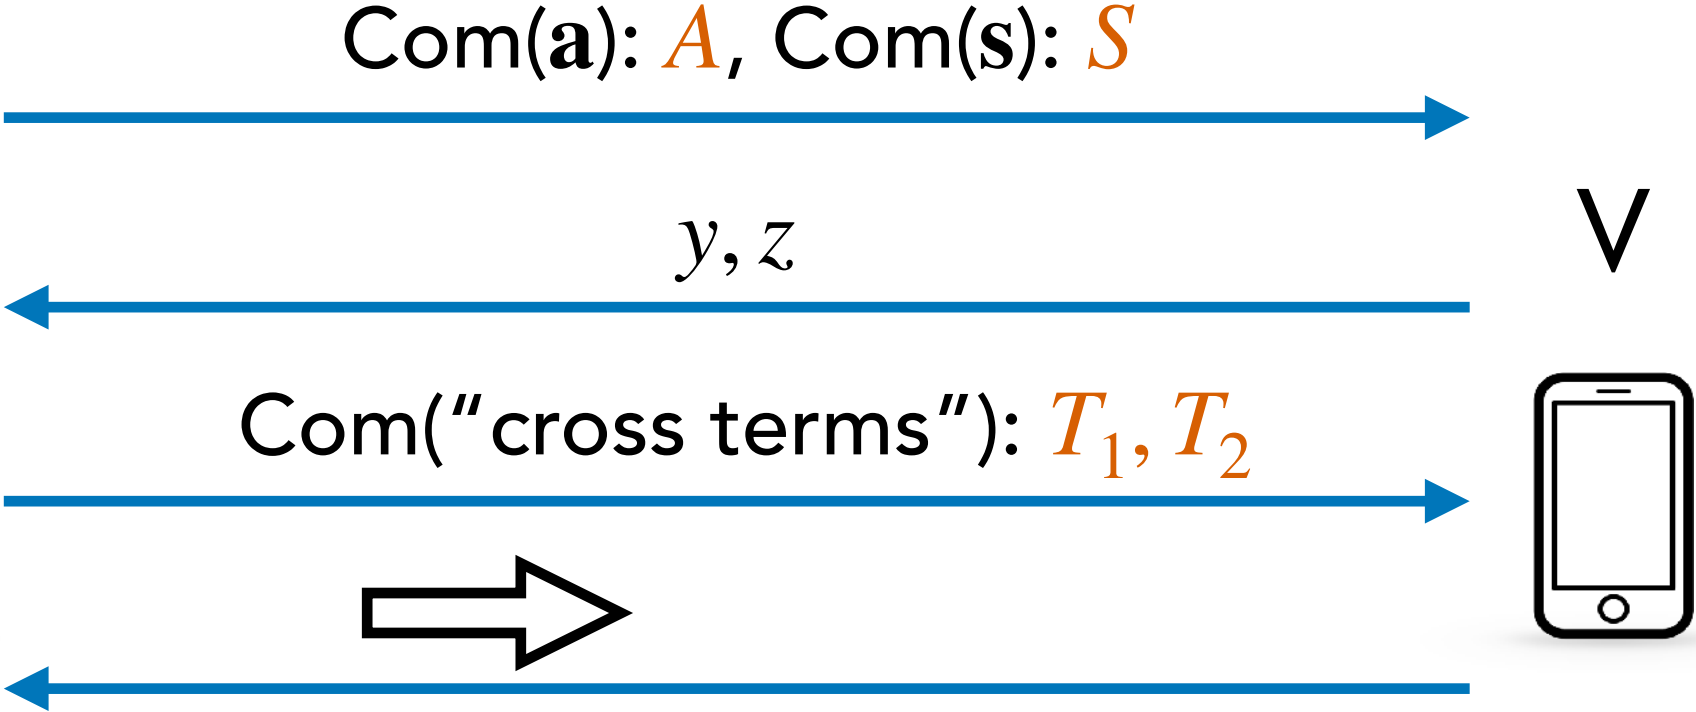 Com(a): A, Com(s): S
y, z
V
Com(“cross terms”): T₁, T₂